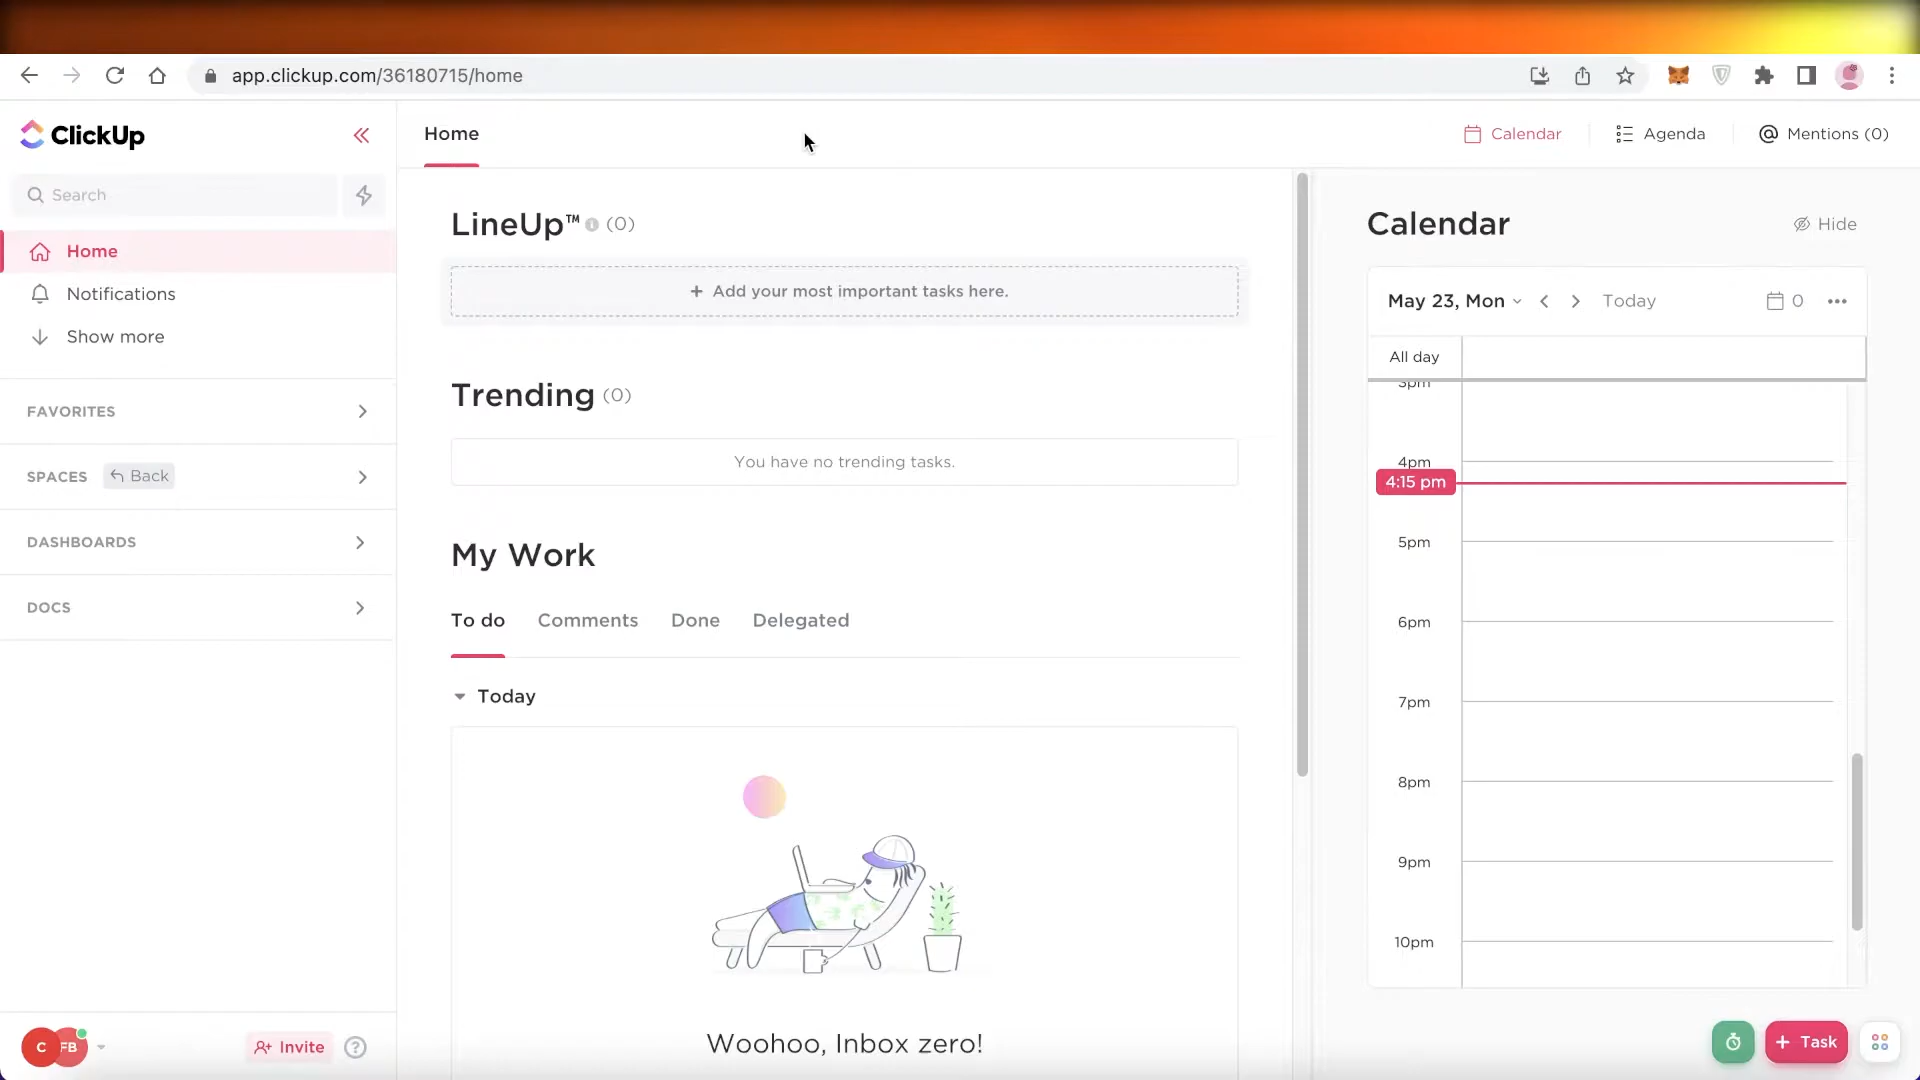 app.clickup.com/36180715/home
ClickUp
Home
Calendar
Agenda
Mentions (0)
Search
Home
Notifications
Show more
FAVORITES
SPACES
Back
DASHBOARDS
DOCS
LineUp™ (0)
+ Add your most important tasks here.
Trending (0)
You have no trending tasks.
My Work
To do
Comments
Done
Delegated
Today
Woohoo, Inbox zero!
Calendar
Hide
May 23, Mon
Today
0
All day
3pm
4pm
4:15 pm
5pm
6pm
7pm
8pm
9pm
10pm
C
FB
Invite
?
+ Task